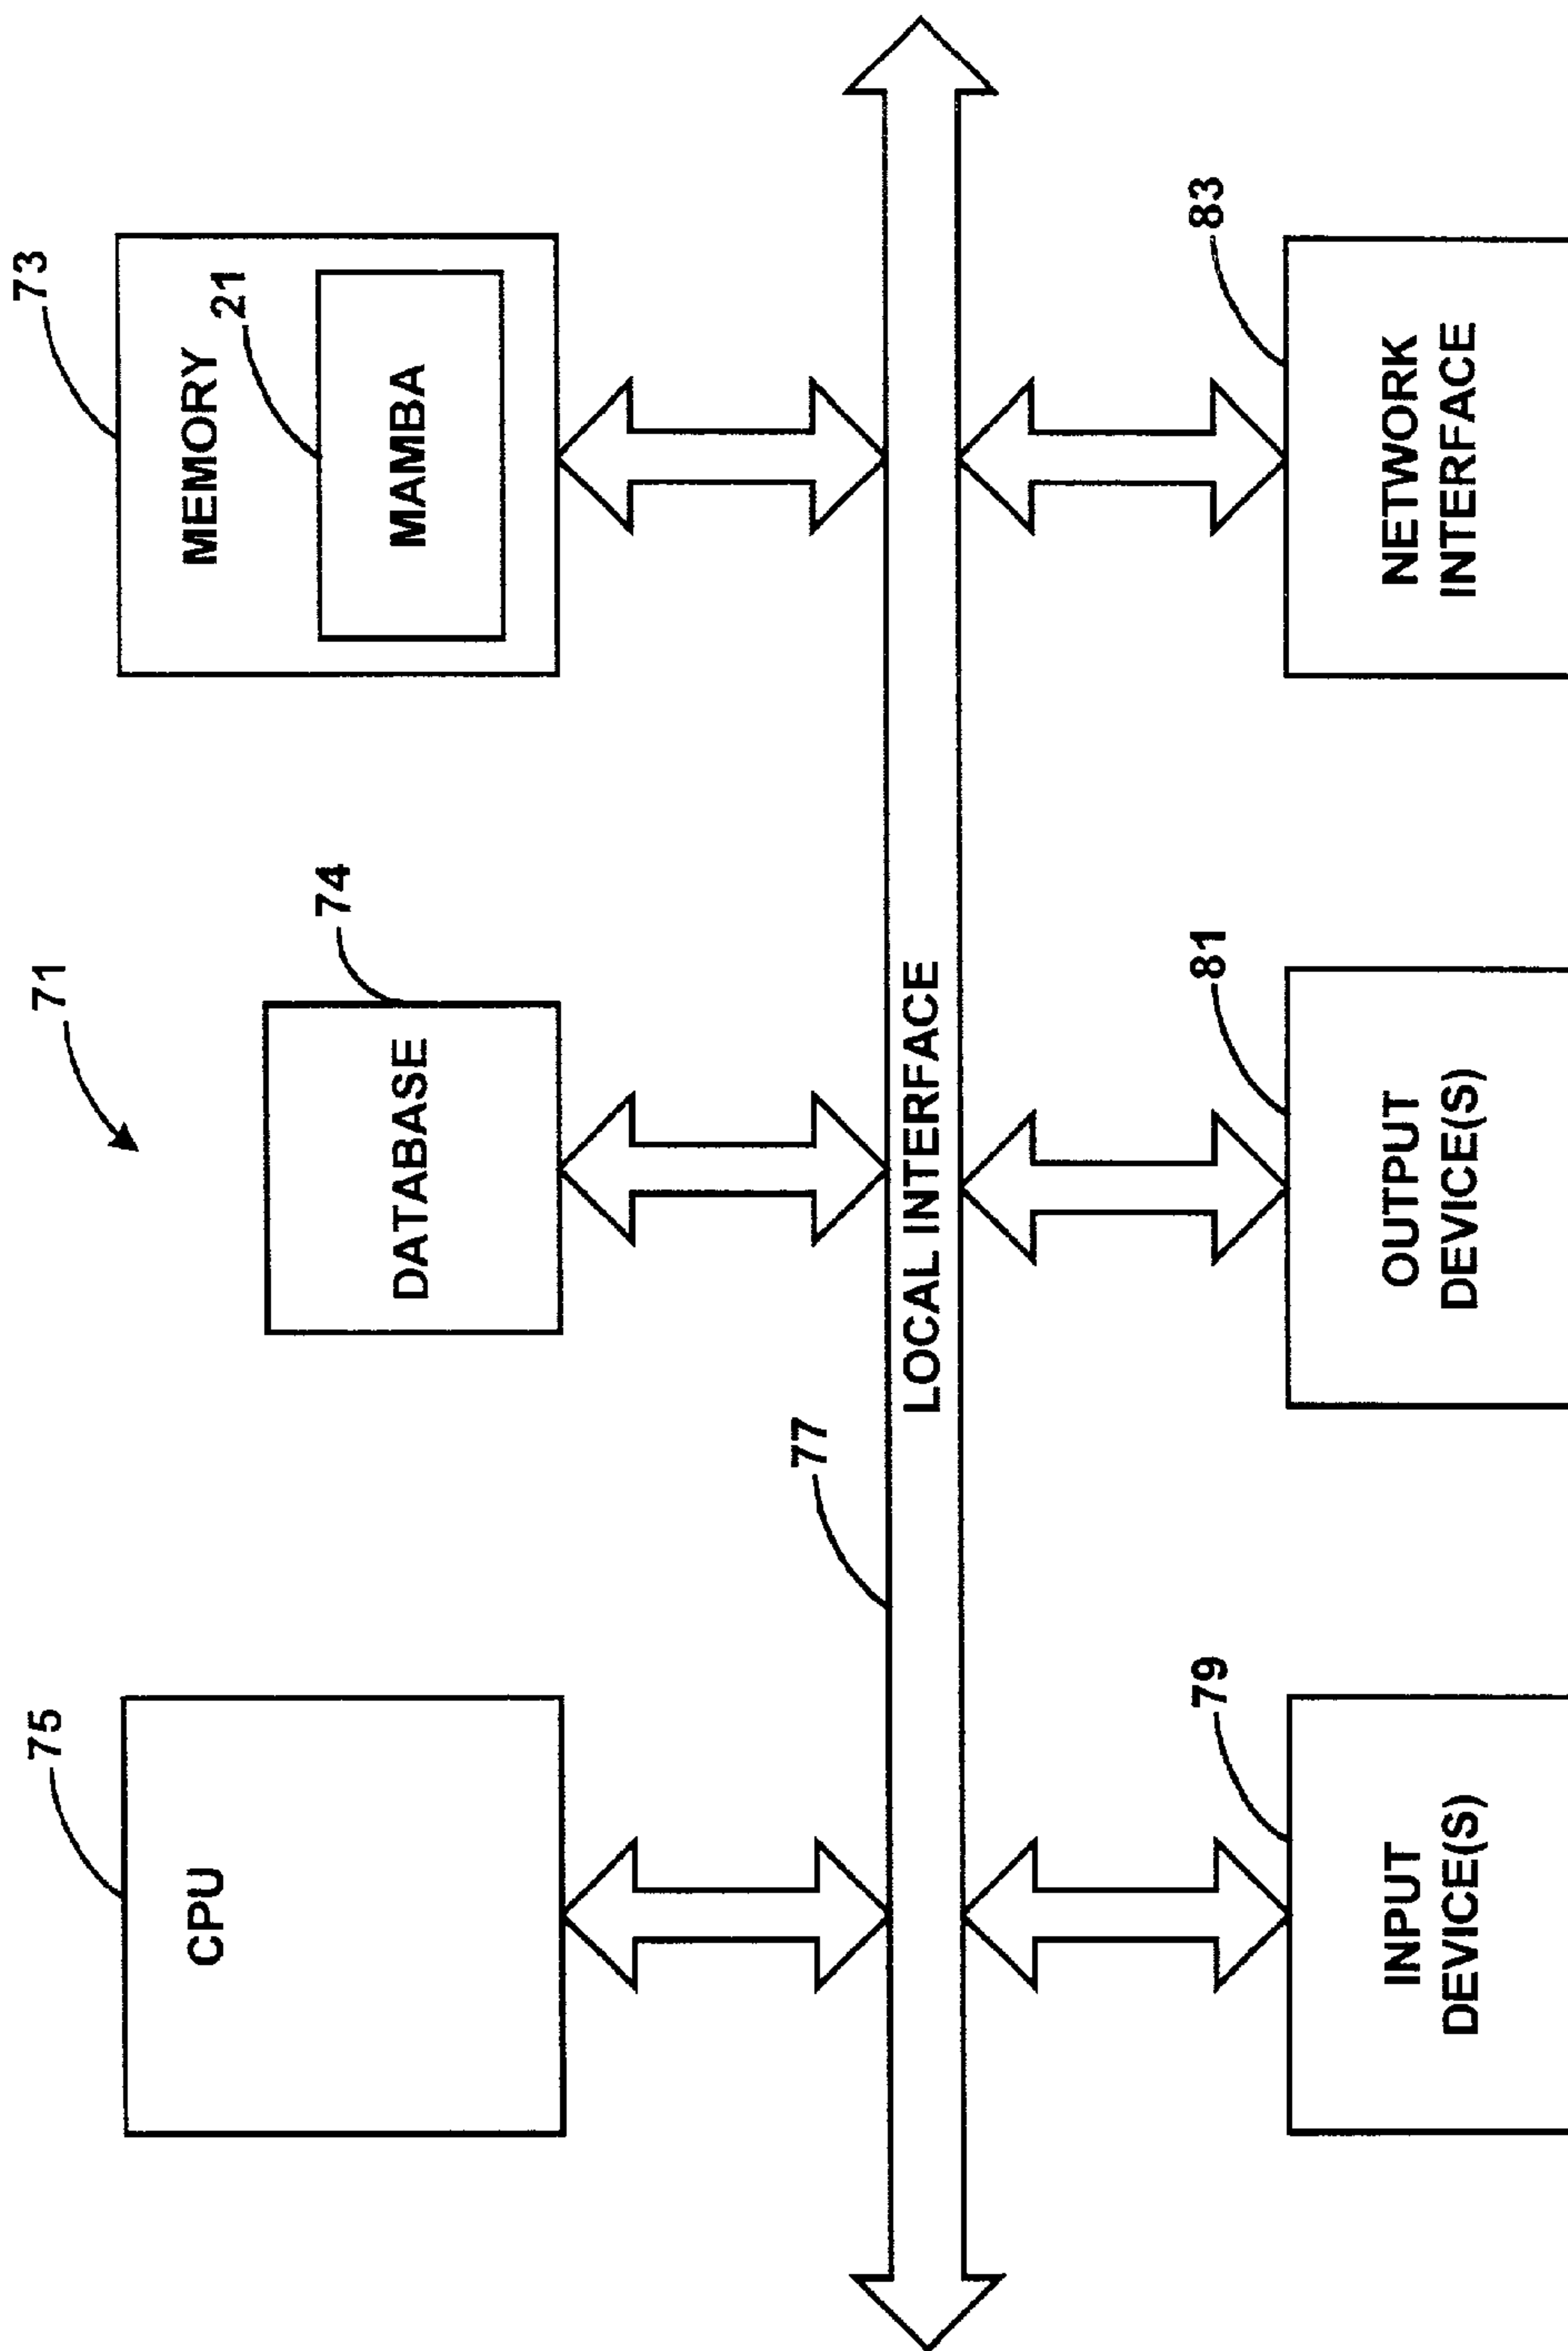 71
75
CPU
74
DATABASE
73
MEMORY
21
MAMBA
77
LOCAL INTERFACE
79
INPUT
DEVICE(S)
81
OUTPUT
DEVICE(S)
83
NETWORK
INTERFACE